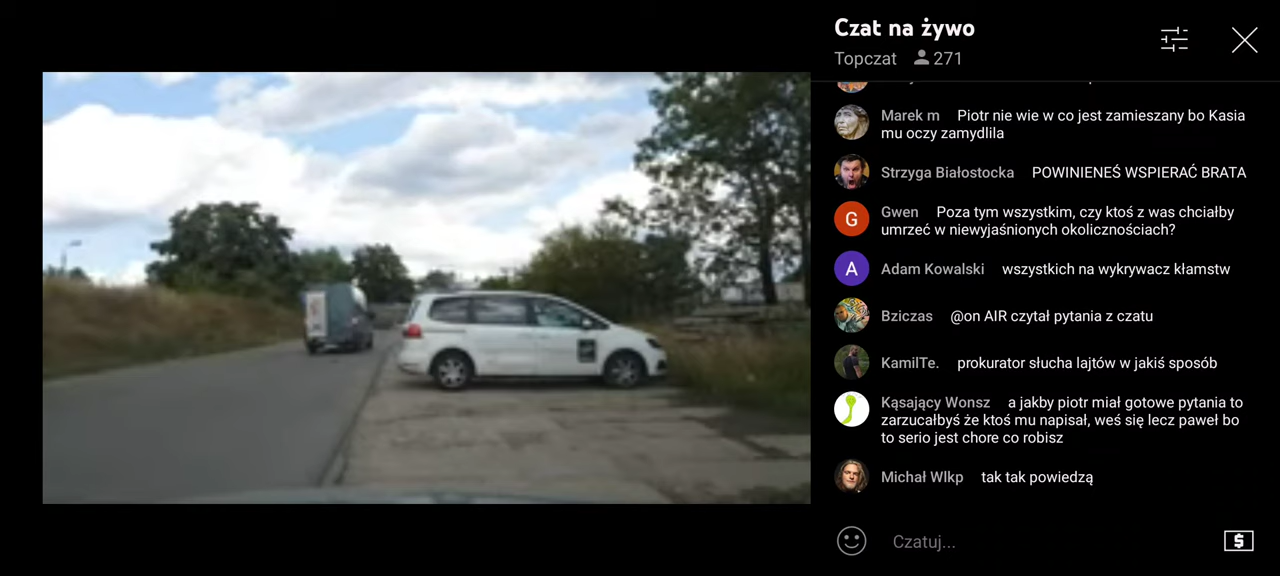 Czat na żywo
Topczat 271
Marek m Piotr nie wie w co jest zamieszany bo Kasia
mu oczy zamydlila
Strzyga Białostocka POWINIENEŚ WSPIERAĆ BRATA
G Gwen Poza tym wszystkim, czy ktoś z was chciałby
umrzeć w niewyjaśnionych okolicznościach?
A Adam Kowalski wszystkich na wykrywacz kłamstw
Bziczas @on AIR czytał pytania z czatu
KamilTe. prokurator słucha lajtów w jakiś sposób
Kąsający Wonsz a jakby piotr miał gotowe pytania to
zarzucałbyś że ktoś mu napisał, weś się lecz paweł bo
to serio jest chore co robisz
Michał Wlkp tak tak powiedzą
Czatuj...
$